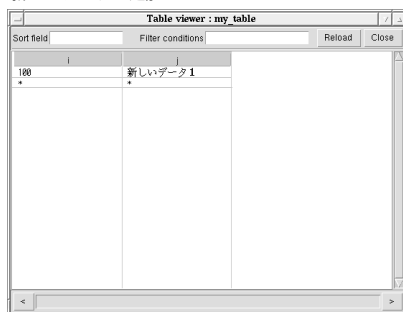 Table viewer : my_table
Sort field Filter conditions Reload Close
i j
100 新しいデータ1
* *
< >